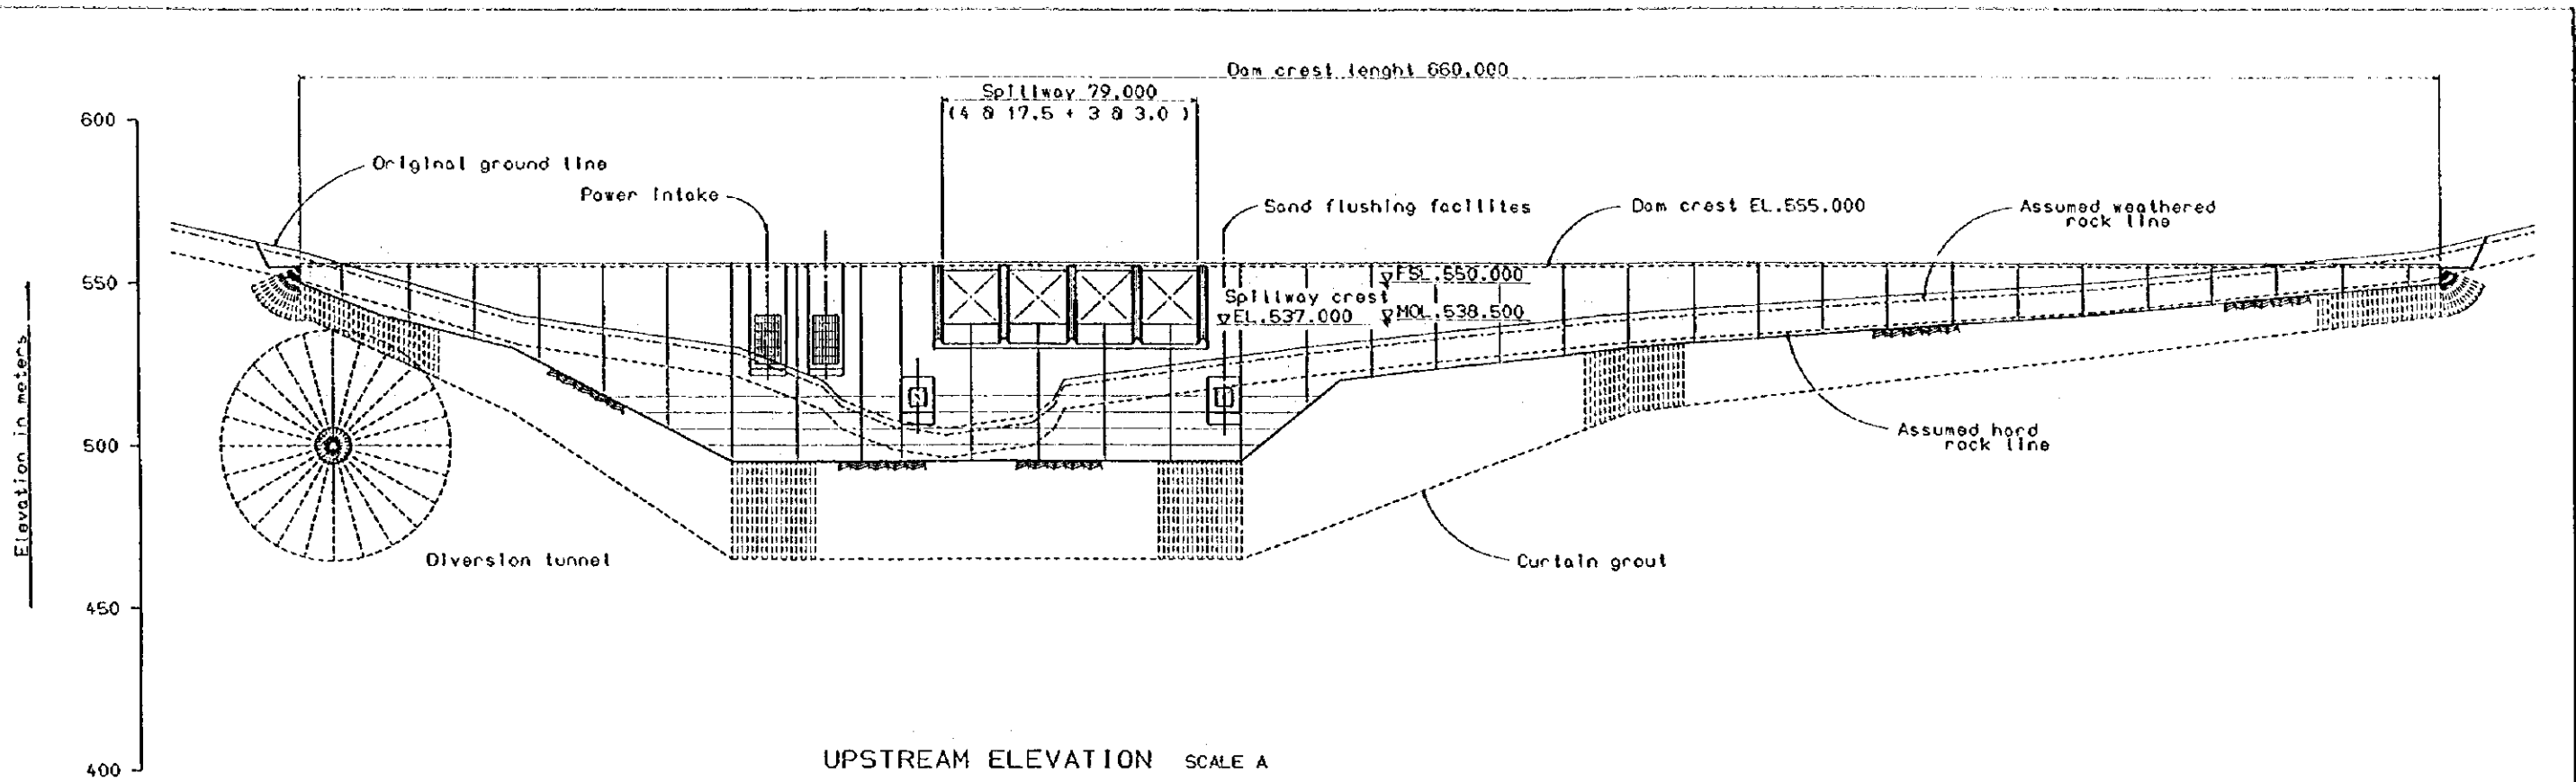 Dam crest lenght 660.000
Spillway 79.000
(4 @ 17.5 + 3 @ 3.0 )
600
Original ground line
Power Intake
Sand flushing facilites
Dam crest EL.555.000
Assumed weathered
rock line
550
FSL.550.000
Spillway crest
EL.537.000
MOL.538.500
Elevation in meters
500
Assumed hard
rock line
Diversion tunnel
Curtain grout
450
UPSTREAM ELEVATION SCALE A
400